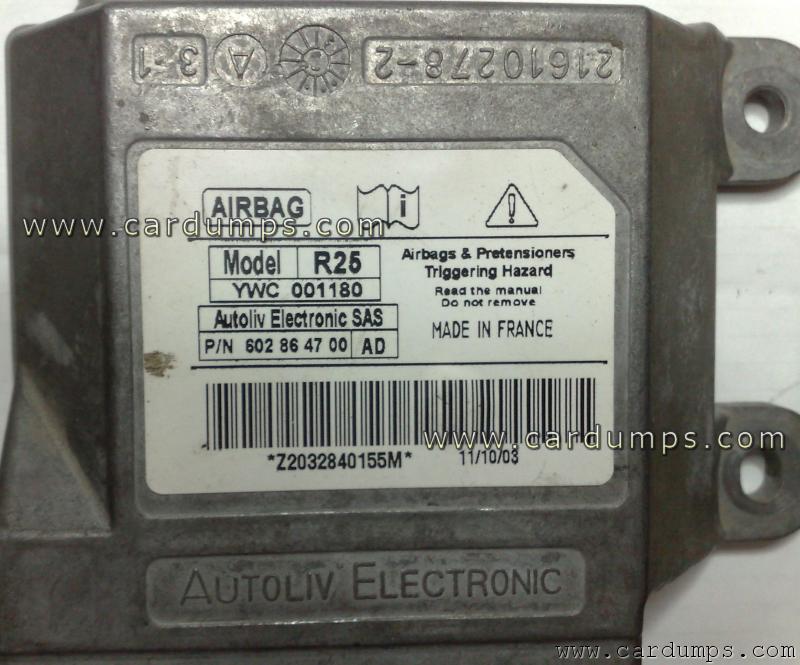 3-1 A C 21610278-2
AIRBAG i !
www.cardumps.com
Model R25
YWC 001180
Autoliv Electronic SAS
P/N 602 86 47 00 AD
Airbags & Pretensioners
Triggering Hazard
Read the manual
Do not remove
MADE IN FRANCE
www.cardumps.com
*Z2032840155M* 11/10/03
AUTOLIV ELECTRONIC
www.cardumps.com